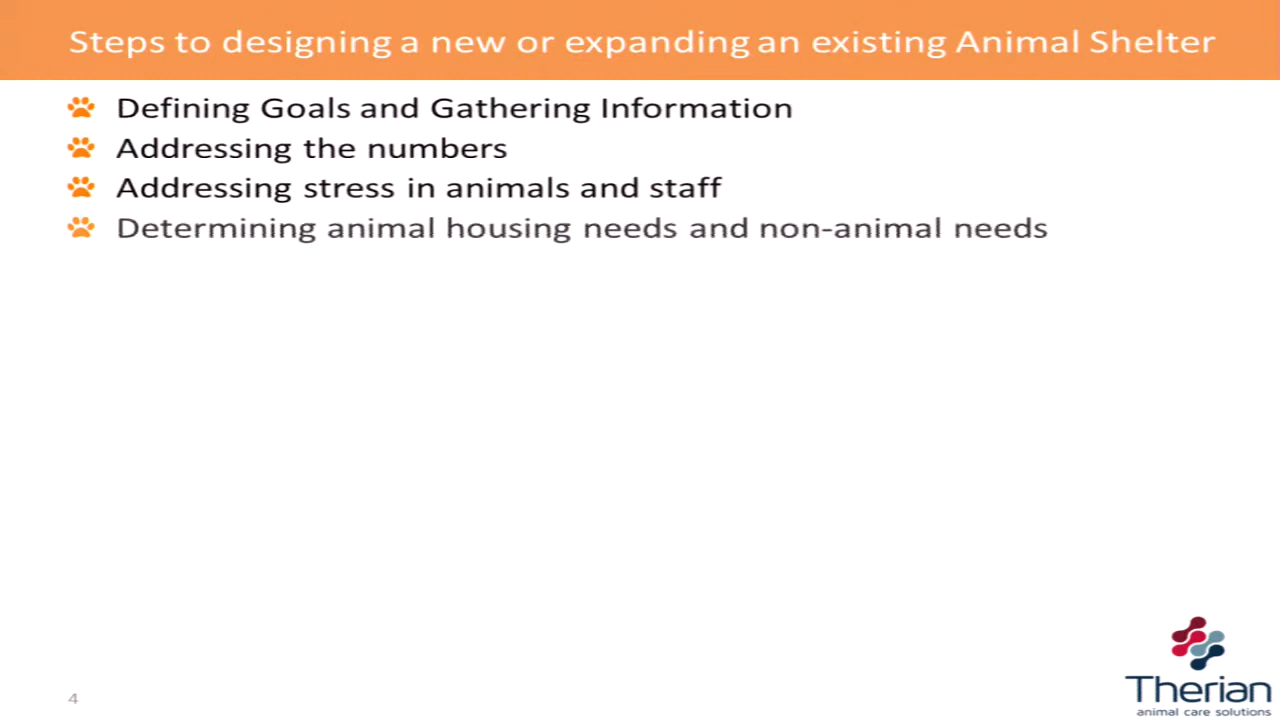 Steps to designing a new or expanding an existing Animal Shelter
Defining Goals and Gathering Information
Addressing the numbers
Addressing stress in animals and staff
Determining animal housing needs and non-animal needs
4
Therian
animal care solutions